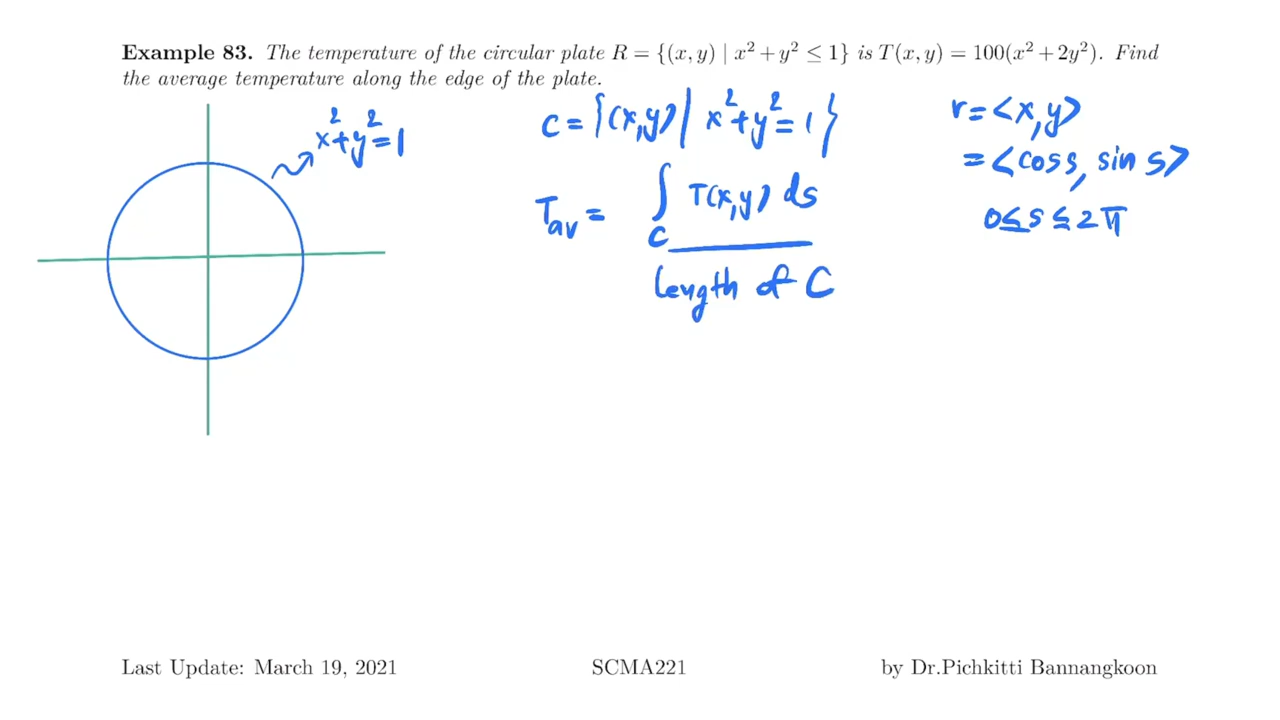 Example 83. The temperature of the circular plate R = {(x, y) | x² + y² ≤ 1} is T(x, y) = 100(x² + 2y²). Find
the average temperature along the edge of the plate.
x² + y² = 1
C = {(x,y) | x² + y² = 1}
T_av = ∫_C T(x,y) ds
length of C
r = <x, y>
= <cos s, sin s>
0 ≤ s ≤ 2π
Last Update: March 19, 2021 SCMA221 by Dr.Pichkitti Bannangkoon